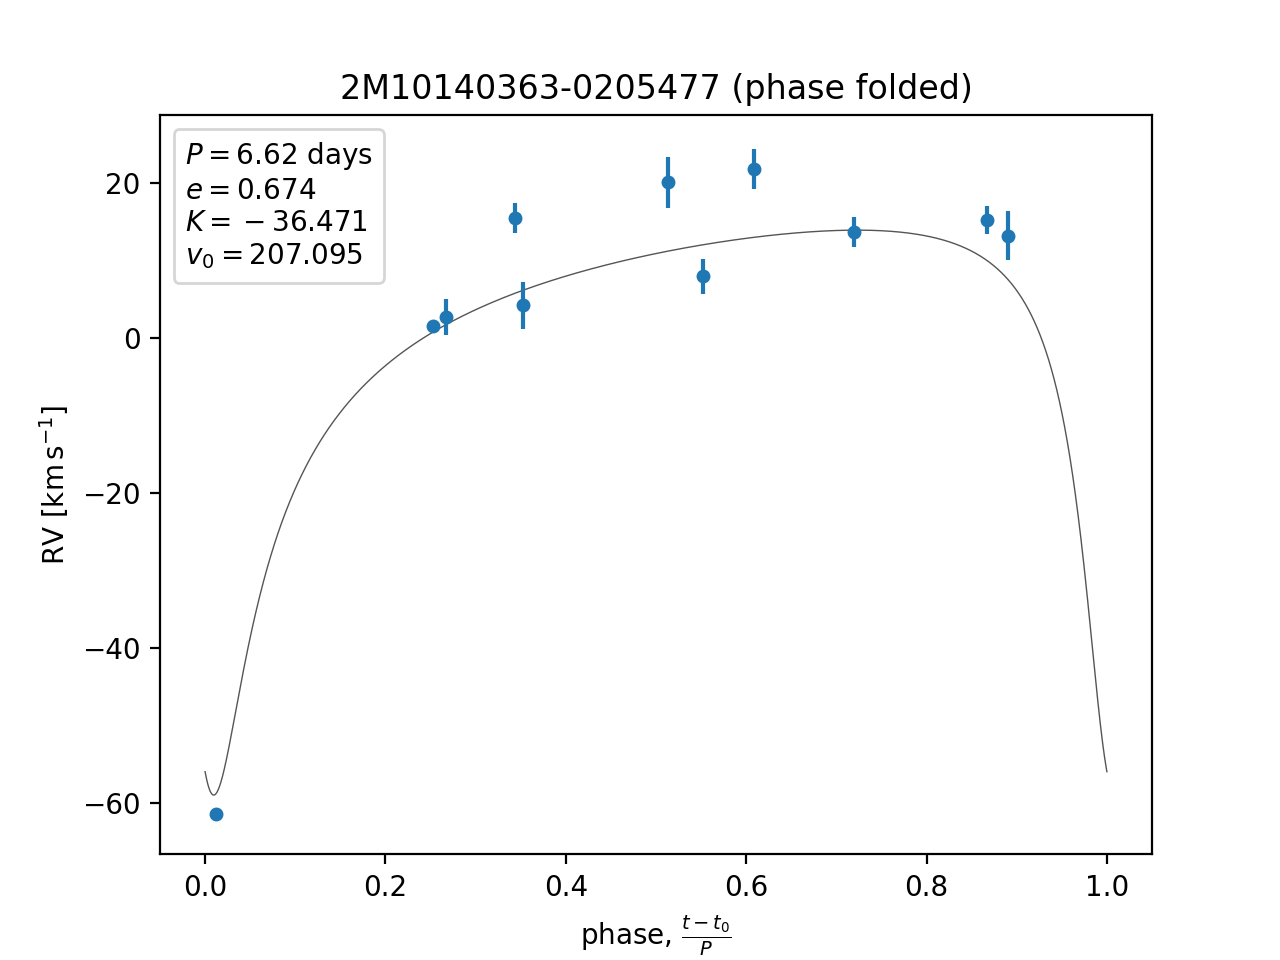 2M10140363-0205477 (phase folded)
P = 6.62 days
e = 0.674
K = −36.471
v₀ = 207.095
20
0
−20
−40
−60
RV [km s⁻¹]
0.0 0.2 0.4 0.6 0.8 1.0
phase, (t − t₀)/P